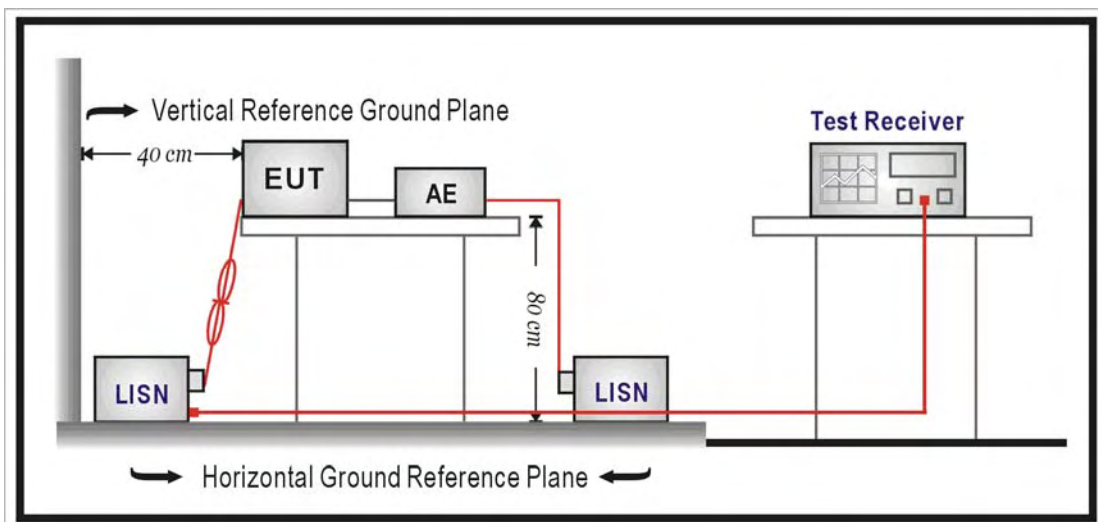 Vertical Reference Ground Plane
Test Receiver
40 cm
EUT
AE
80 cm
LISN
LISN
Horizontal Ground Reference Plane